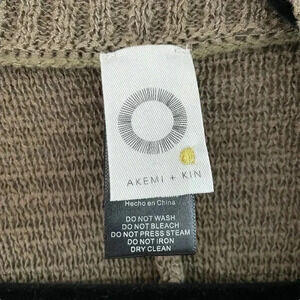 AKEMI + KIN
Hecho en China
DO NOT WASH
DO NOT BLEACH
DO NOT PRESS STEAM
DO NOT IRON
DRY CLEAN